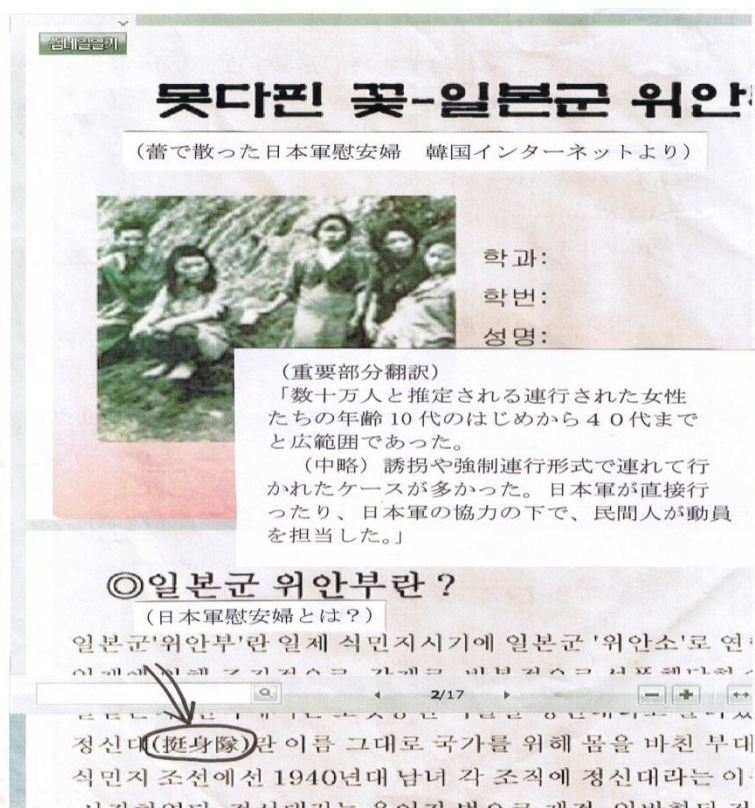 썸네일열기
못다핀 꽃-일본군 위안
(蕾で散った日本軍慰安婦 韓国インターネットより)
학과:
학번:
성명:
(重要部分翻訳)
「数十万人と推定される連行された女性
たちの年齢10代のはじめから40代まで
と広範囲であった。
(中略)誘拐や強制連行形式で連れて行
かれたケースが多かった。日本軍が直接行
ったり、日本軍の協力の下で、民間人が動員
を担当した。」
◎일본군 위안부란 ?
(日本軍慰安婦とは?)
일본군'위안부'란 일제 식민지시기에 일본군 '위안소'로 연
2/17
정신대(挺身隊)란 이름 그대로 국가를 위해 몸을 바친 부대
식민지 조선에선 1940년대 남녀 각 조직에 정신대라는 이